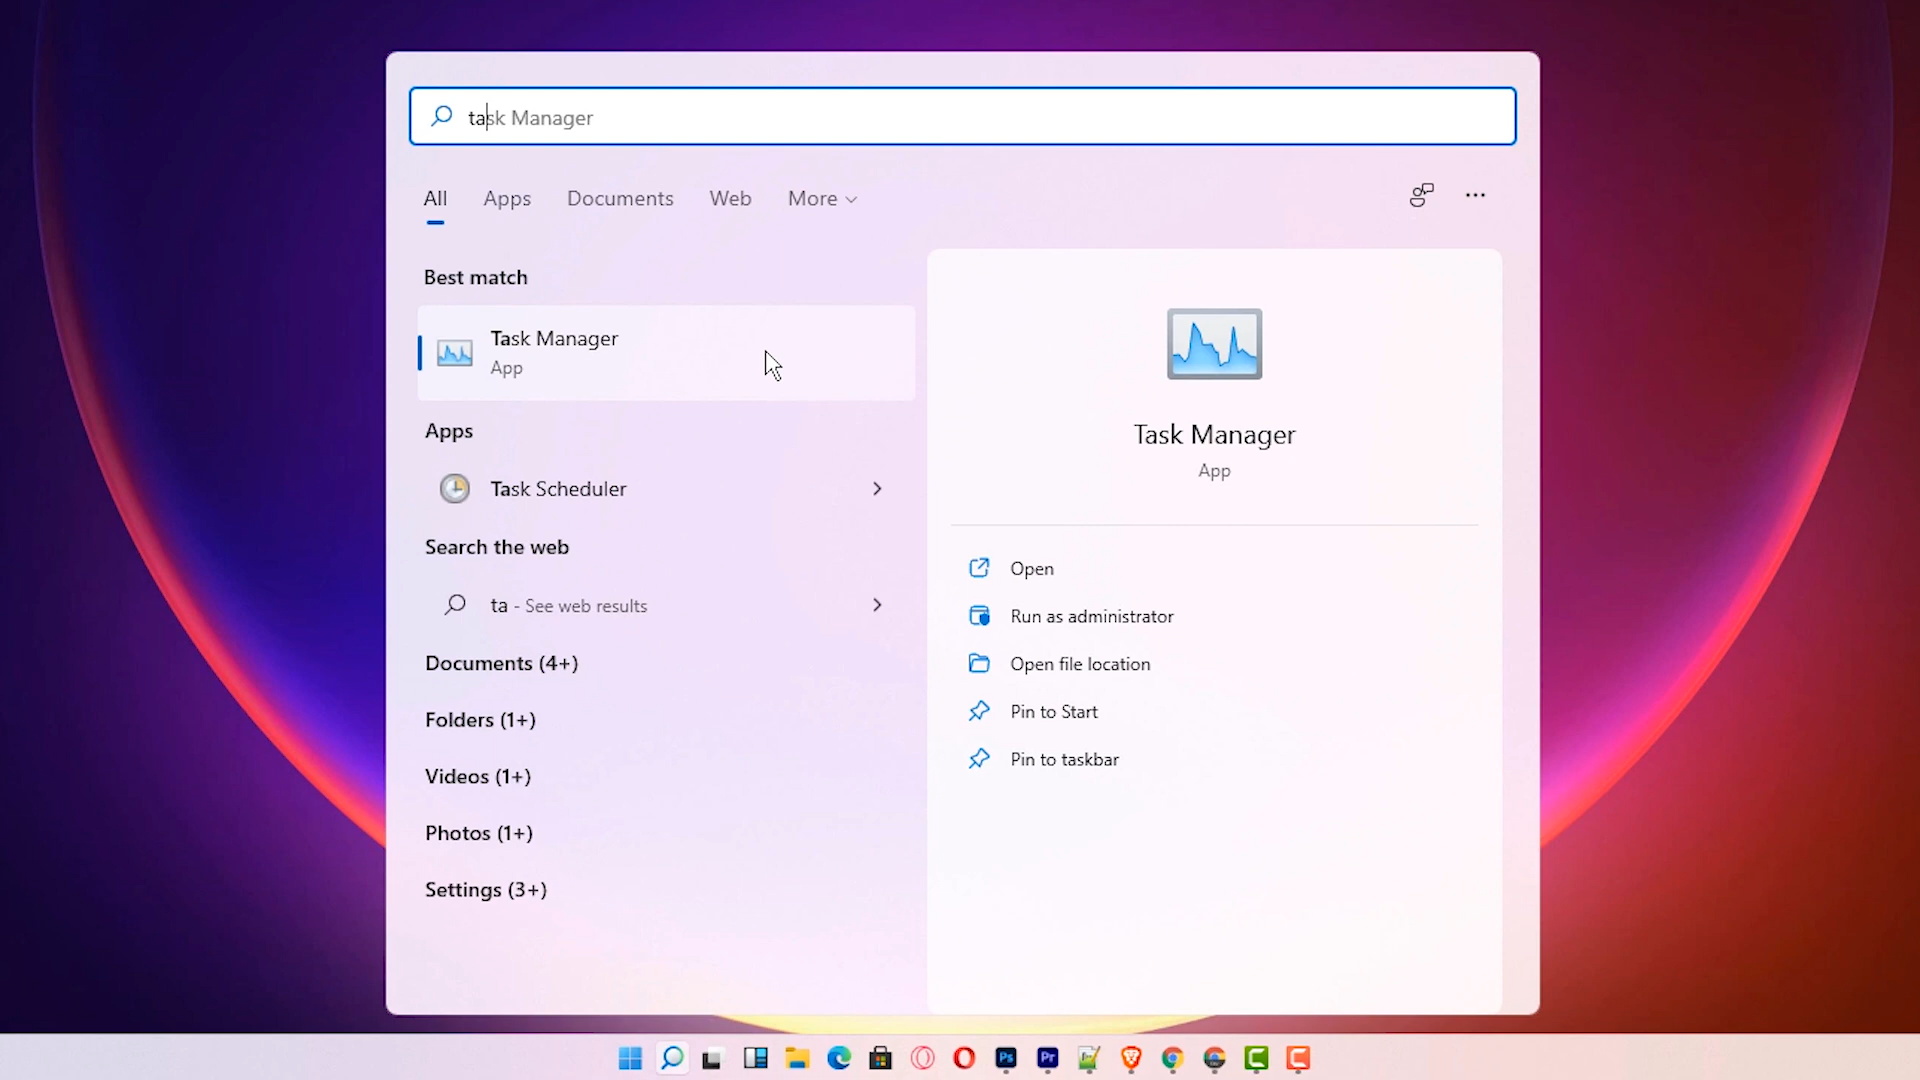 task Manager
All Apps Documents Web More
Best match
Task Manager
App
Apps
Task Scheduler
Search the web
ta - See web results
Documents (4+)
Folders (1+)
Videos (1+)
Photos (1+)
Settings (3+)
Task Manager
App
Open
Run as administrator
Open file location
Pin to Start
Pin to taskbar
Ps Pr